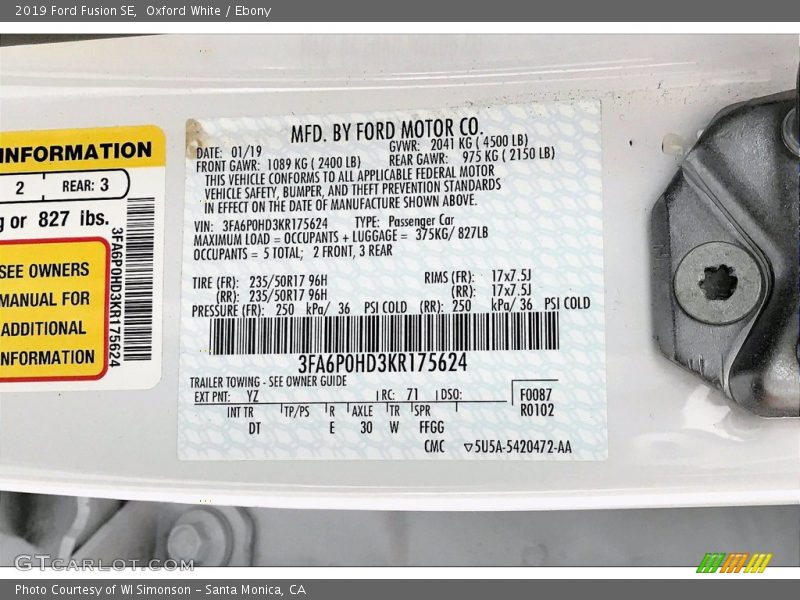 2019 Ford Fusion SE, Oxford White / Ebony
INFORMATION
2 REAR: 3
or 827 lbs.
SEE OWNERS
MANUAL FOR
ADDITIONAL
INFORMATION
3FA6P0HD3KR175624
MFD. BY FORD MOTOR CO.
DATE: 01/19 GVWR: 2041 KG ( 4500 LB)
FRONT GAWR: 1089 KG ( 2400 LB) REAR GAWR: 975 KG ( 2150 LB)
THIS VEHICLE CONFORMS TO ALL APPLICABLE FEDERAL MOTOR
VEHICLE SAFETY, BUMPER, AND THEFT PREVENTION STANDARDS
IN EFFECT ON THE DATE OF MANUFACTURE SHOWN ABOVE.
VIN: 3FA6P0HD3KR175624 TYPE: Passenger Car
MAXIMUM LOAD = OCCUPANTS + LUGGAGE = 375KG/ 827LB
OCCUPANTS = 5 TOTAL; 2 FRONT, 3 REAR
TIRE (FR): 235/50R17 96H RIMS (FR): 17x7.5J
(RR): 235/50R17 96H (RR): 17x7.5J
PRESSURE (FR): 250 kPa/ 36 PSI COLD (RR): 250 kPa/ 36 PSI COLD
3FA6P0HD3KR175624
TRAILER TOWING - SEE OWNER GUIDE
EXT PNT: YZ RC: 71 DSO: F0087
INT TR TP/PS R AXLE TR SPR R0102
DT E 30 W FFGG
CMC ▽5U5A-5420472-AA
GTCARLOT.COM
Photo Courtesy of WI Simonson - Santa Monica, CA